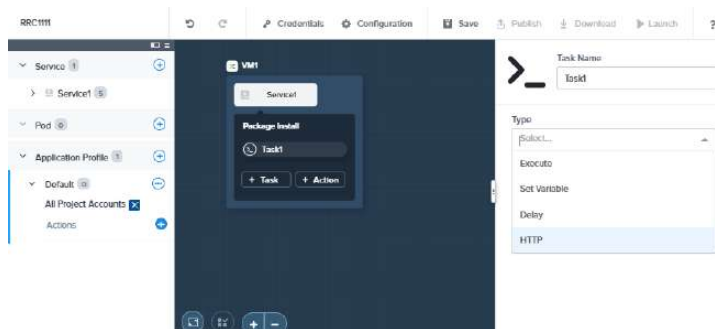 RRC1111
Credentials
Configuration
Save
Publish
Download
Launch
?
Service 1
Service1 5
Pod 0
Application Profile 1
Default 0
All Project Accounts
Actions
VM1
Service1
Package Install
Task1
+ Task
+ Action
Task Name
Task1
Type
Select...
Execute
Set Variable
Delay
HTTP